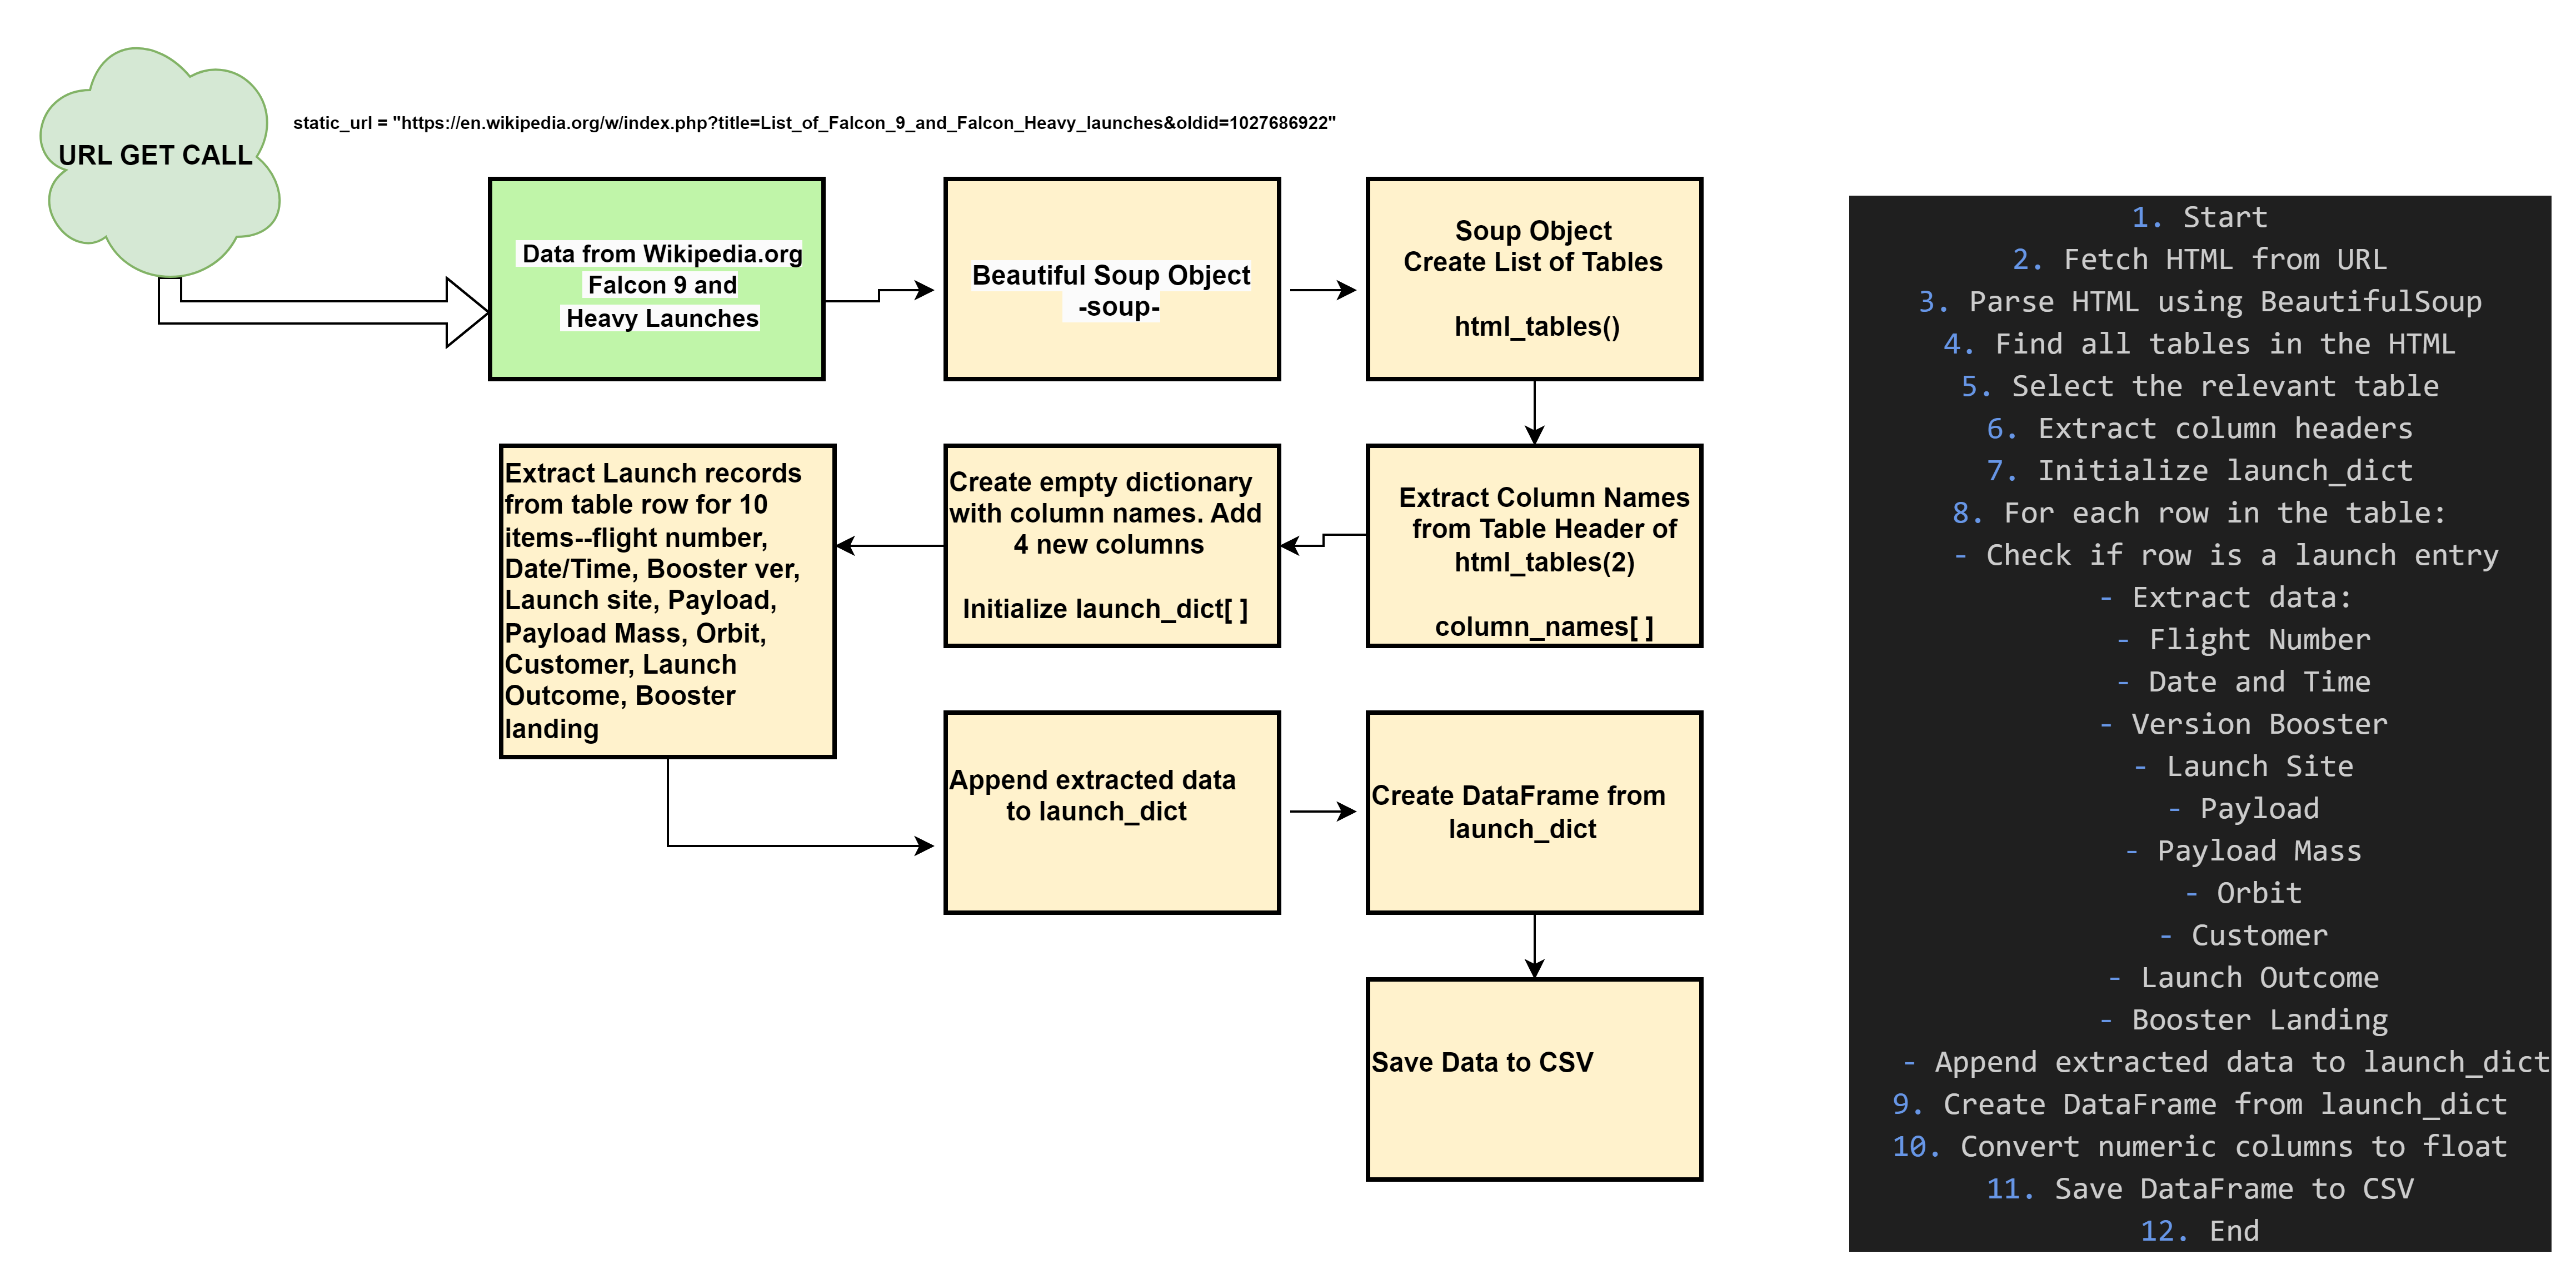 URL GET CALL
static_url = "https://en.wikipedia.org/w/index.php?title=List_of_Falcon_9_and_Falcon_Heavy_launches&oldid=1027686922"
Data from Wikipedia.org
Falcon 9 and
Heavy Launches
Beautiful Soup Object
-soup-
Soup Object
Create List of Tables
html_tables()
Extract Column Names
from Table Header of
html_tables(2)
column_names[ ]
Create empty dictionary
with column names. Add
4 new columns
Initialize launch_dict[ ]
Extract Launch records
from table row for 10
items--flight number,
Date/Time, Booster ver,
Launch site, Payload,
Payload Mass, Orbit,
Customer, Launch
Outcome, Booster
landing
Append extracted data
to launch_dict
Create DataFrame from
launch_dict
Save Data to CSV
1. Start
2. Fetch HTML from URL
3. Parse HTML using BeautifulSoup
4. Find all tables in the HTML
5. Select the relevant table
6. Extract column headers
7. Initialize launch_dict
8. For each row in the table:
- Check if row is a launch entry
- Extract data:
- Flight Number
- Date and Time
- Version Booster
- Launch Site
- Payload
- Payload Mass
- Orbit
- Customer
- Launch Outcome
- Booster Landing
- Append extracted data to launch_dict
9. Create DataFrame from launch_dict
10. Convert numeric columns to float
11. Save DataFrame to CSV
12. End